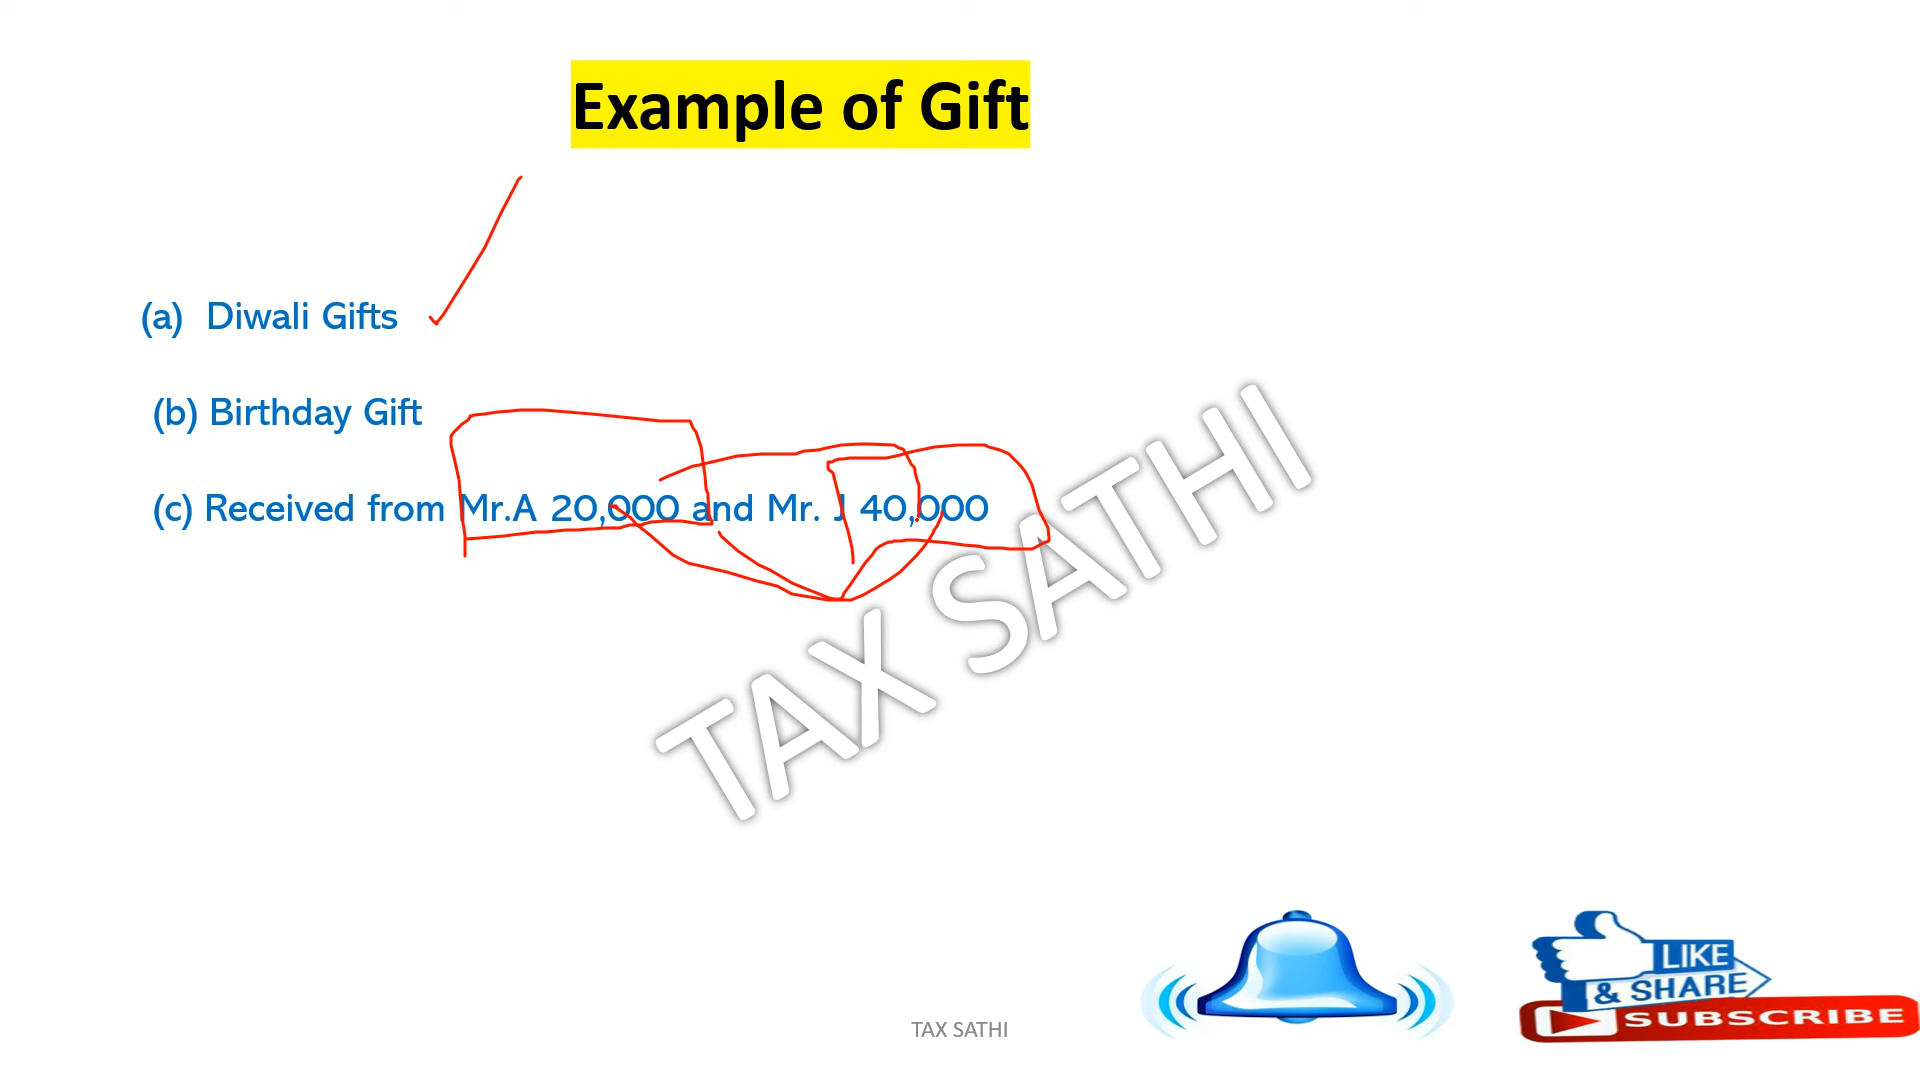 Example of Gift
(a) Diwali Gifts
(b) Birthday Gift
(c) Received from Mr.A 20,000 and Mr. J 40,000
TAX SATHI
LIKE
& SHARE
SUBSCRIBE
TAX SATHI